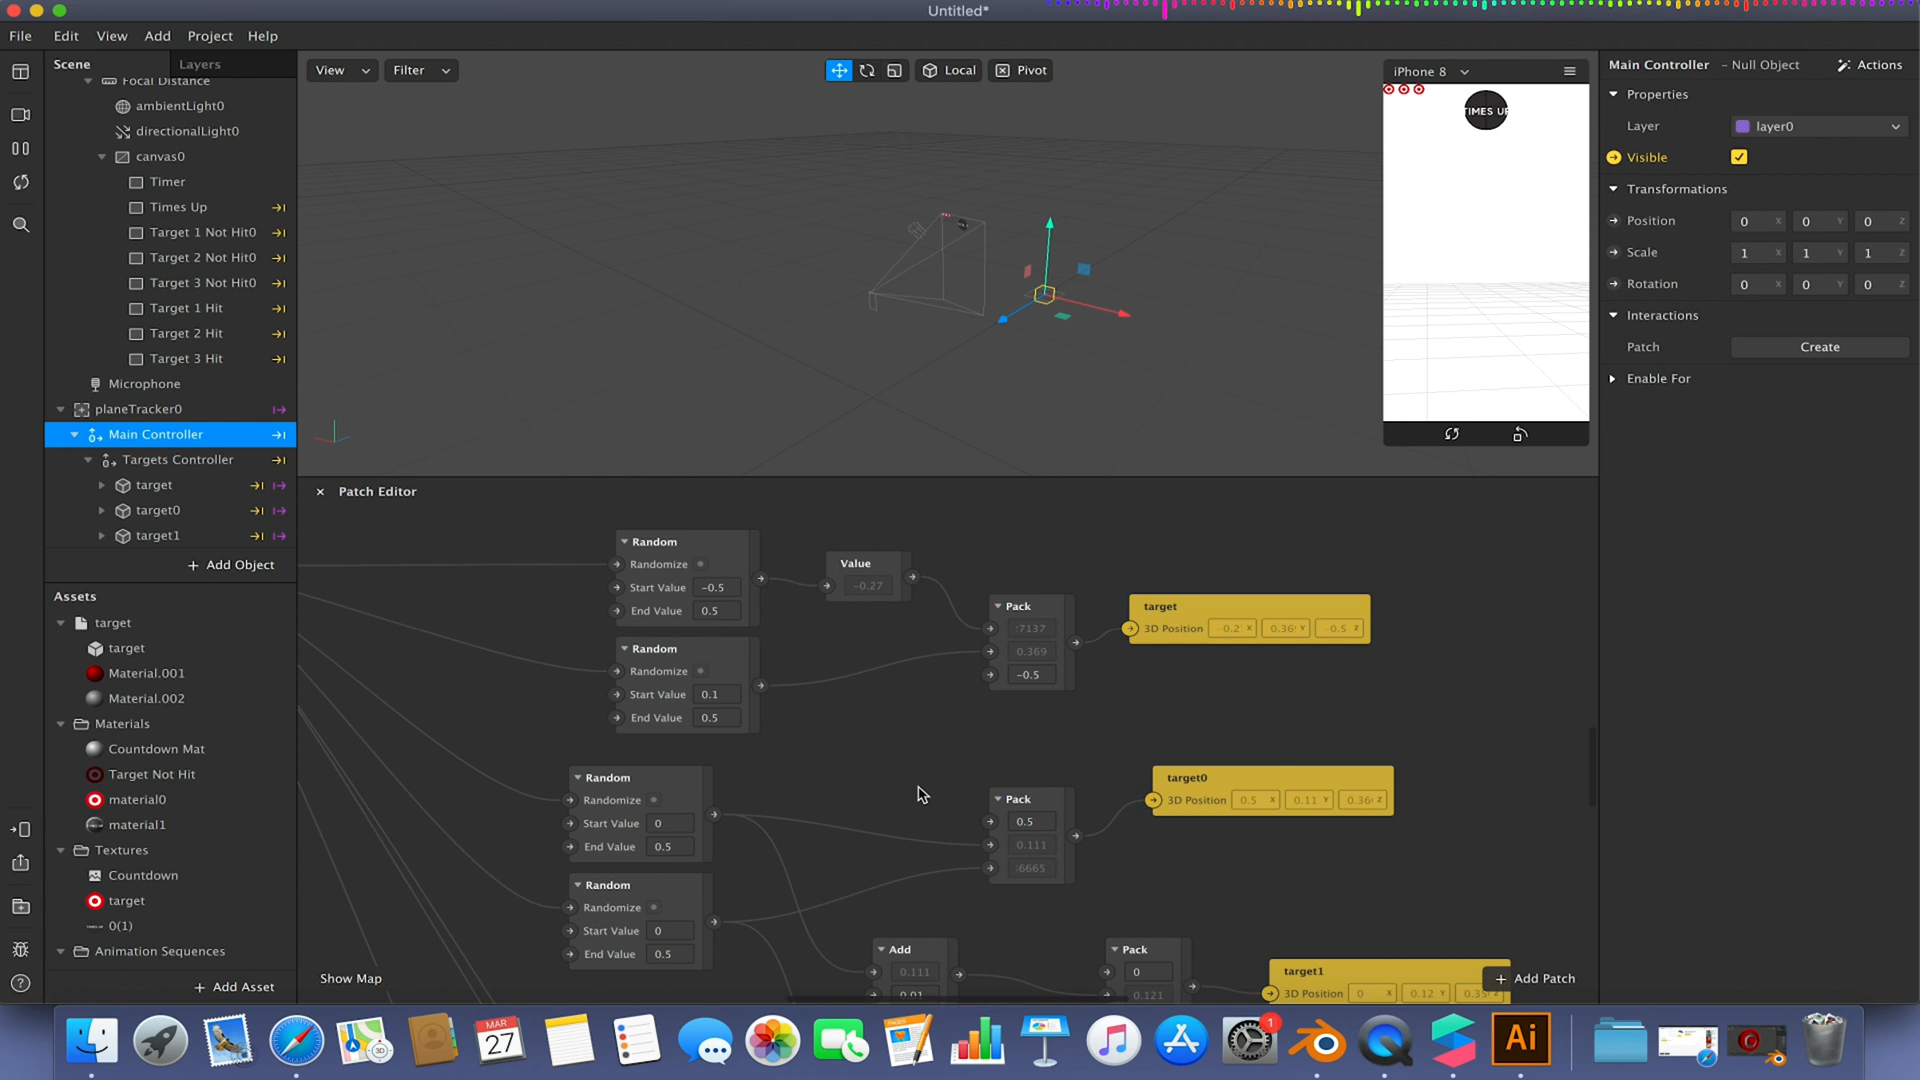 Untitled*
File Edit View Add Project Help
Scene Layers
Focal Distance
ambientLight0
directionalLight0
canvas0
Timer
Times Up
Target 1 Not Hit0
Target 2 Not Hit0
Target 3 Not Hit0
Target 1 Hit
Target 2 Hit
Target 3 Hit
Microphone
planeTracker0
Main Controller
Targets Controller
target
target0
target1
+ Add Object
Assets
target
target
Material.001
Material.002
Materials
Countdown Mat
Target Not Hit
material0
material1
Textures
Countdown
target
0(1)
Animation Sequences
+ Add Asset
View Filter Local Pivot
iPhone 8
TIMES UP
Patch Editor
Random
Randomize
Start Value -0.5
End Value 0.5
Value
-0.27
Random
Randomize
Start Value 0.1
End Value 0.5
Pack
:7137
0.369
-0.5
target
3D Position -0.2 X 0.36 Y -0.5 Z
Random
Randomize
Start Value 0
End Value 0.5
Pack
0.5
0.111
:6665
target0
3D Position 0.5 X 0.11 Y 0.36 Z
Random
Randomize
Start Value 0
End Value 0.5
Add
0.111
0.01
Pack
0
0.121
target1
3D Position 0 X 0.12 Y 0.35 Z
Show Map
+ Add Patch
Main Controller - Null Object Actions
Properties
Layer layer0
Visible
Transformations
Position 0 X 0 Y 0 Z
Scale 1 X 1 Y 1 Z
Rotation 0 X 0 Y 0 Z
Interactions
Patch Create
Enable For
MAR
27
3D
PAGES
1
Ai